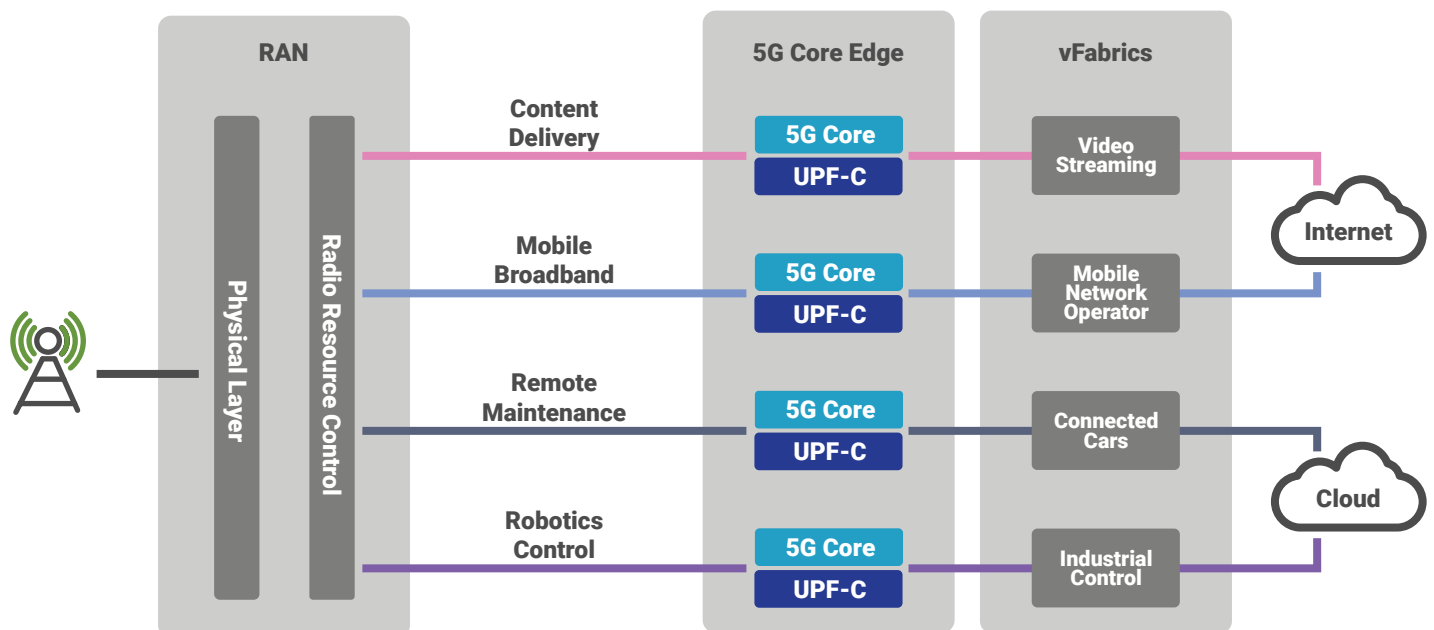 RAN
5G Core Edge
vFabrics
Physical Layer
Radio Resource Control
Content
Delivery
5G Core
UPF-C
Video
Streaming
Internet
Mobile
Broadband
5G Core
UPF-C
Mobile
Network
Operator
Remote
Maintenance
5G Core
UPF-C
Connected
Cars
Cloud
Robotics
Control
5G Core
UPF-C
Industrial
Control